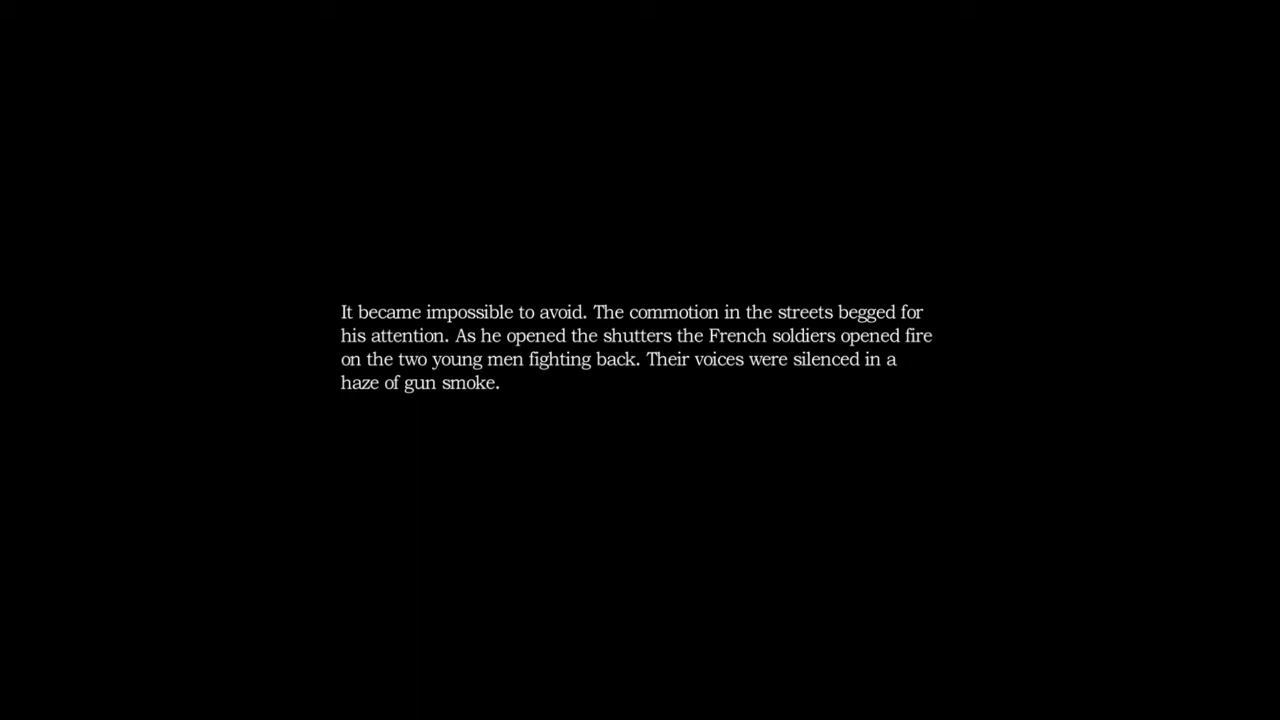 It became impossible to avoid. The commotion in the streets begged for
his attention. As he opened the shutters the French soldiers opened fire
on the two young men fighting back. Their voices were silenced in a
haze of gun smoke.